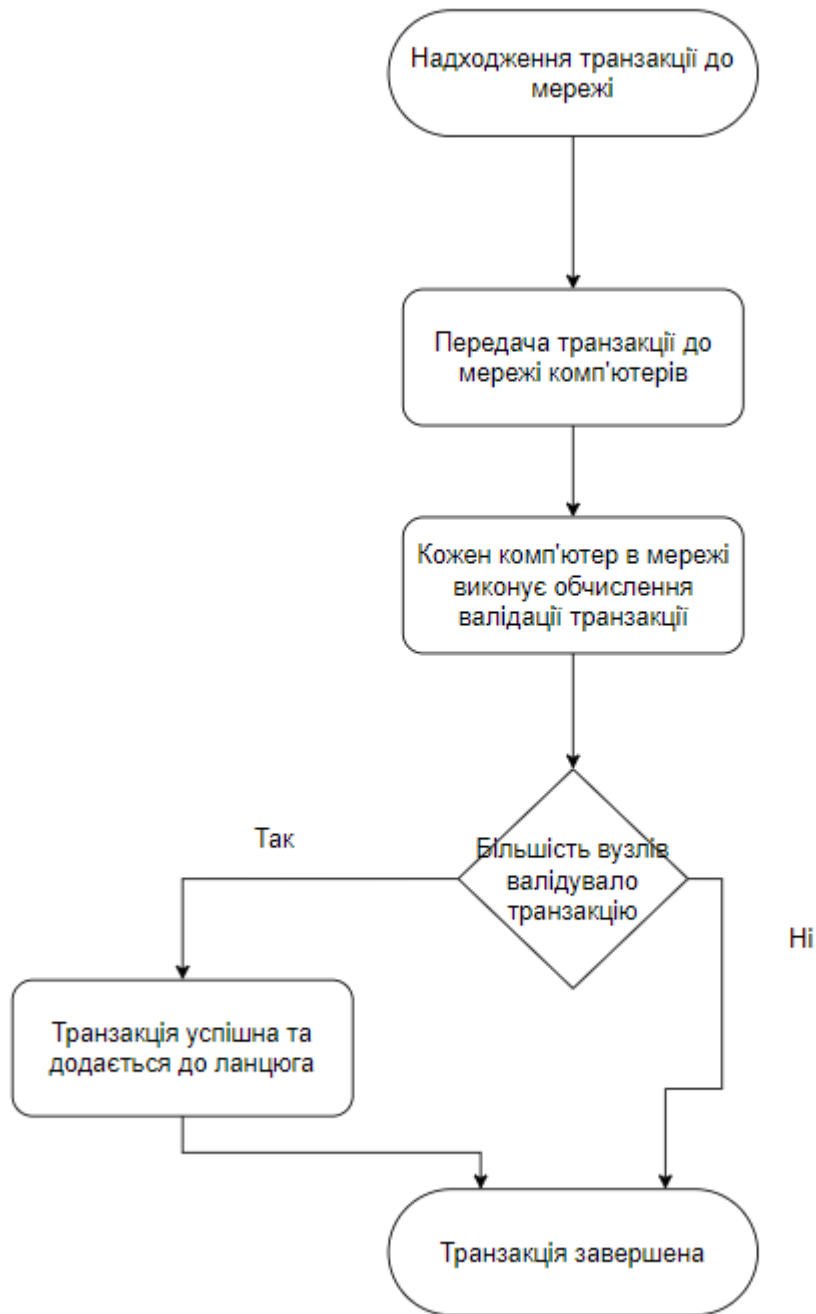 Надходження транзакції до
мережі
Передача транзакції до
мережі комп'ютерів
Кожен комп'ютер в мережі
виконує обчислення
валідації транзакції
Більшість вузлів
валідувало
транзакцію
Так
Ні
Транзакція успішна та
додається до ланцюга
Транзакція завершена